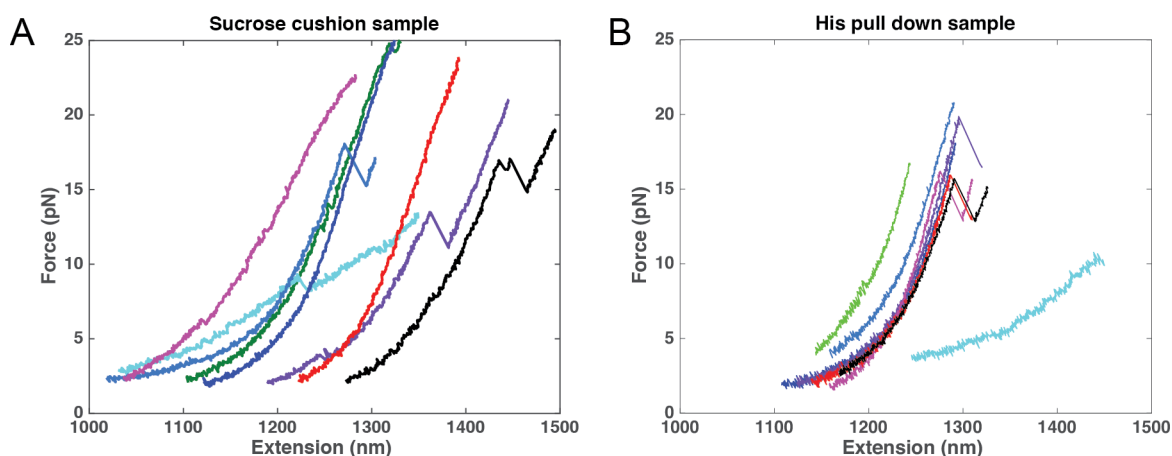 A
Sucrose cushion sample
25
20
15
10
5
0
Force (pN)
1000 1100 1200 1300 1400 1500
Extension (nm)
B
His pull down sample
25
20
15
10
5
0
Force (pN)
1000 1100 1200 1300 1400 1500
Extension (nm)